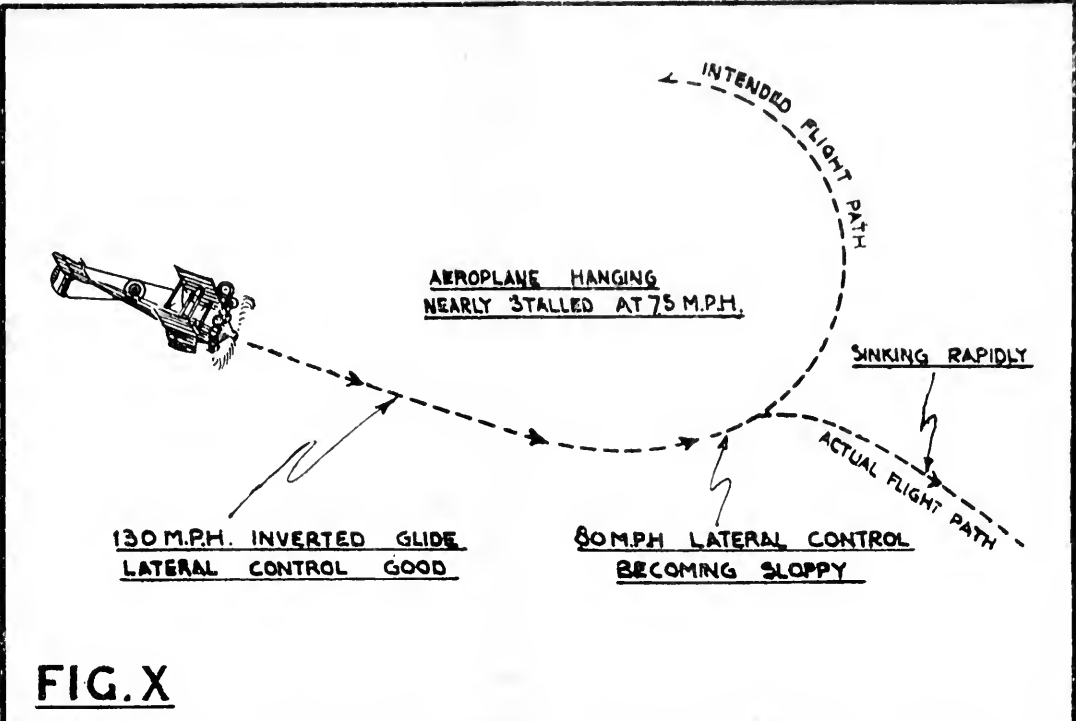 INTENDED FLIGHT PATH
AEROPLANE HANGING
NEARLY STALLED AT 75 M.P.H.
SINKING RAPIDLY
ACTUAL FLIGHT PATH
130 M.P.H. INVERTED GLIDE
LATERAL CONTROL GOOD
80 M.P.H LATERAL CONTROL
BECOMING SLOPPY
FIG. X